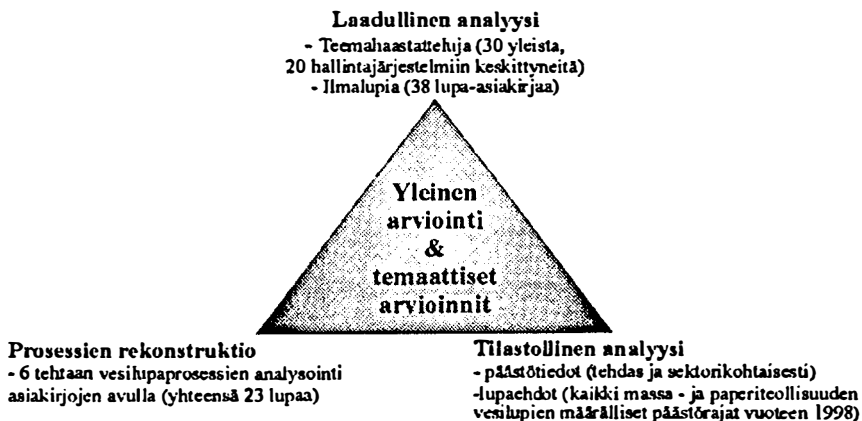 Laadullinen analyysi
- Teemahaastatteluja (30 yleista,
20 hallintajärjestelmiin keskittyneitä)
- Ilmalupia (38 lupa-asiakirjaa)
Yleinen
arviointi
&
temaattiset
arvioinnit
Prosessien rekonstruktio
- 6 tehtaan vesilupaprosessien analysointi
asiakirjojen avulla (yhteensä 23 lupaa)
Tilastollinen analyysi
- päästötiedot (tehdas ja sektorikohtaisesti)
-lupaehdot (kaikki massa - ja paperiteollisuuden
vesilupien määrälliset päästörajat vuoteen 1998)